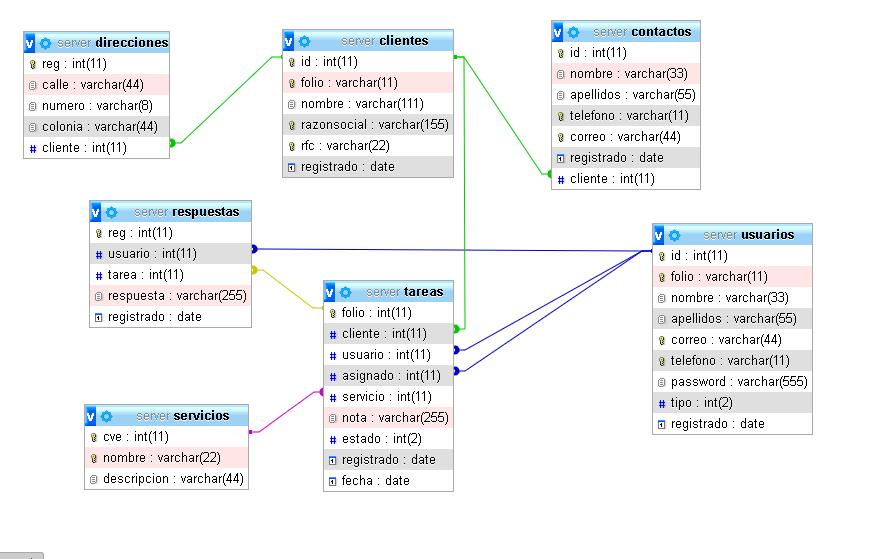 server direcciones
reg : int(11)
calle : varchar(44)
numero : varchar(8)
colonia : varchar(44)
cliente : int(11)
server clientes
id : int(11)
folio : varchar(11)
nombre : varchar(111)
razonsocial : varchar(155)
rfc : varchar(22)
registrado : date
server contactos
id : int(11)
nombre : varchar(33)
apellidos : varchar(55)
telefono : varchar(11)
correo : varchar(44)
registrado : date
cliente : int(11)
server respuestas
reg : int(11)
usuario : int(11)
tarea : int(11)
respuesta : varchar(255)
registrado : date
server tareas
folio : int(11)
cliente : int(11)
usuario : int(11)
asignado : int(11)
servicio : int(11)
nota : varchar(255)
estado : int(2)
registrado : date
fecha : date
server usuarios
id : int(11)
folio : varchar(11)
nombre : varchar(33)
apellidos : varchar(55)
correo : varchar(44)
telefono : varchar(11)
password : varchar(555)
tipo : int(2)
registrado : date
server servicios
cve : int(11)
nombre : varchar(22)
descripcion : varchar(44)